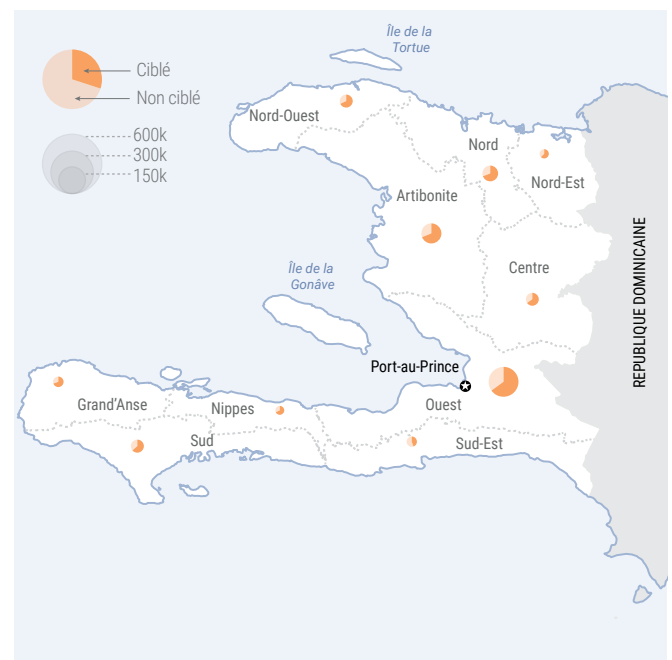 Île de la
Tortue
Ciblé
Non ciblé
600k
300k
150k
Nord-Ouest
Nord
Nord-Est
Artibonite
REPUBLIQUE DOMINICAINE
Centre
Île de la
Gonâve
Port-au-Prince
Ouest
Grand'Anse
Nippes
Sud
Sud-Est